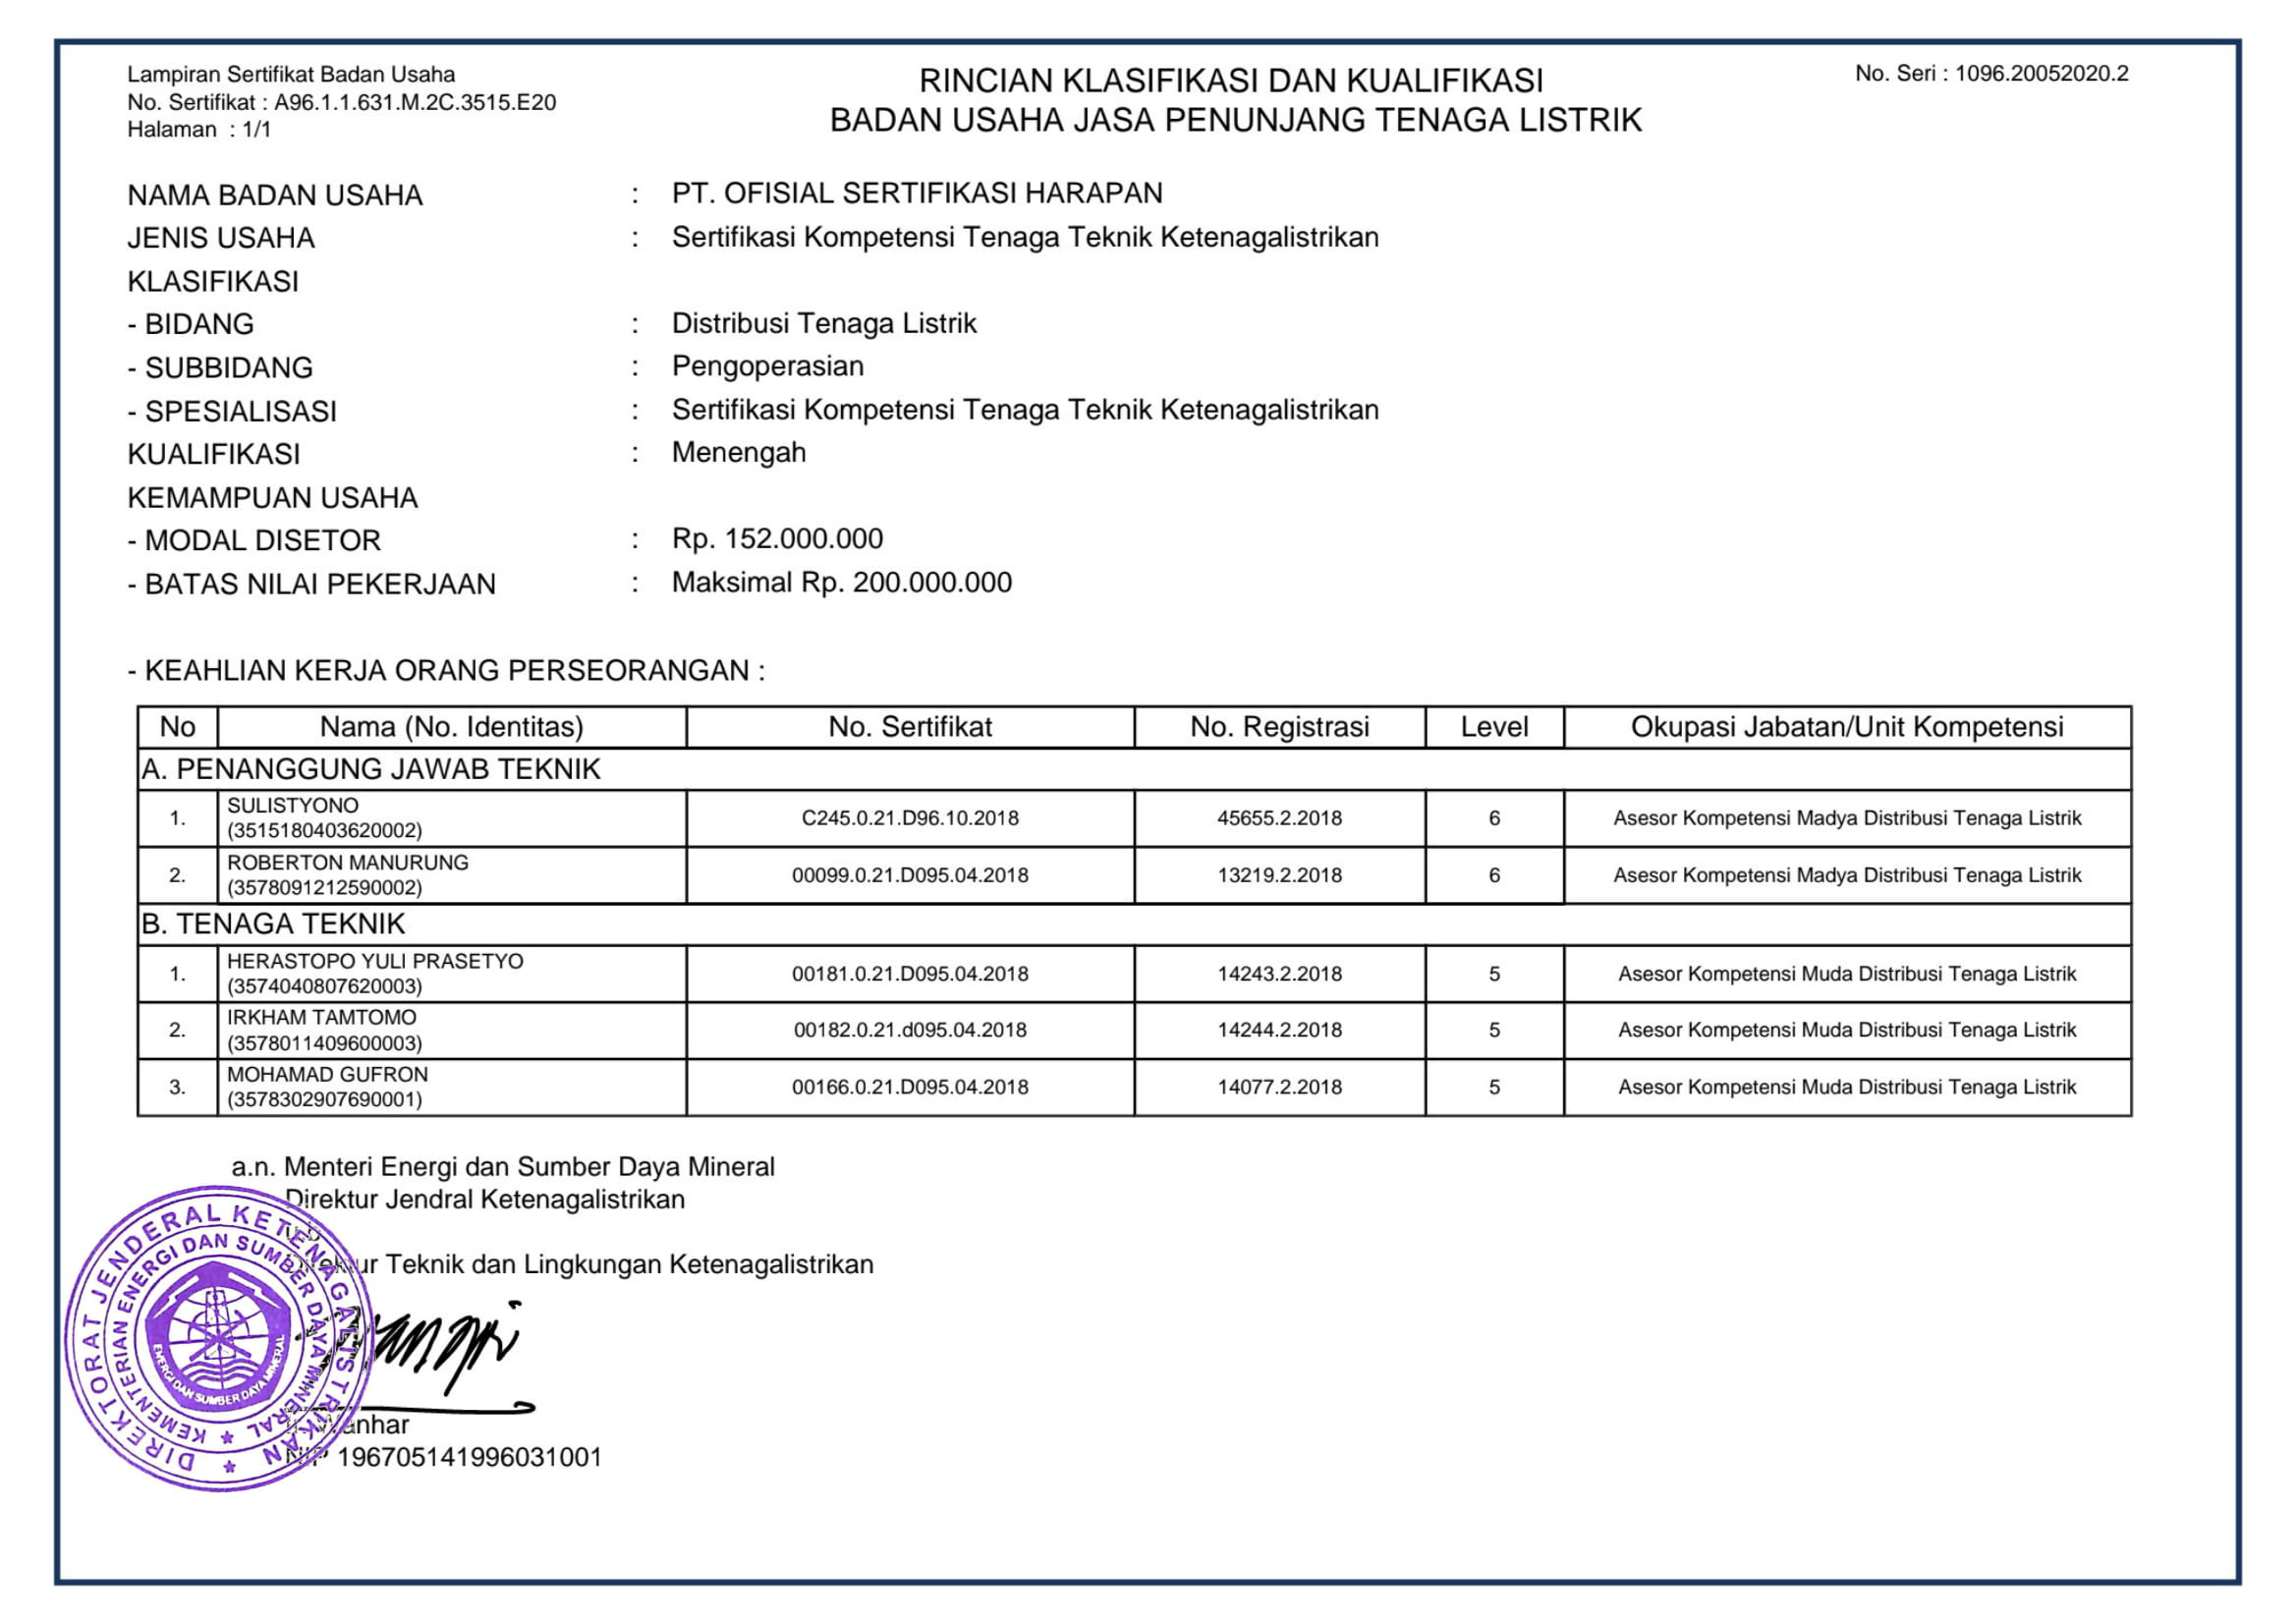 Lampiran Sertifikat Badan Usaha
No. Sertifikat : A96.1.1.631.M.2C.3515.E20
Halaman : 1/1
RINCIAN KLASIFIKASI DAN KUALIFIKASI
BADAN USAHA JASA PENUNJANG TENAGA LISTRIK
No. Seri : 1096.20052020.2
NAMA BADAN USAHA : PT. OFISIAL SERTIFIKASI HARAPAN
JENIS USAHA : Sertifikasi Kompetensi Tenaga Teknik Ketenagalistrikan
KLASIFIKASI
- BIDANG : Distribusi Tenaga Listrik
- SUBBIDANG : Pengoperasian
- SPESIALISASI : Sertifikasi Kompetensi Tenaga Teknik Ketenagalistrikan
KUALIFIKASI : Menengah
KEMAMPUAN USAHA
- MODAL DISETOR : Rp. 152.000.000
- BATAS NILAI PEKERJAAN : Maksimal Rp. 200.000.000
- KEAHLIAN KERJA ORANG PERSEORANGAN :
No Nama (No. Identitas) No. Sertifikat No. Registrasi Level Okupasi Jabatan/Unit Kompetensi
A. PENANGGUNG JAWAB TEKNIK
1. SULISTYONO C245.0.21.D96.10.2018 45655.2.2018 6 Asesor Kompetensi Madya Distribusi Tenaga Listrik
(3515180403620002)
2. ROBERTON MANURUNG 00099.0.21.D095.04.2018 13219.2.2018 6 Asesor Kompetensi Madya Distribusi Tenaga Listrik
(3578091212590002)
B. TENAGA TEKNIK
1. HERASTOPO YULI PRASETYO 00181.0.21.D095.04.2018 14243.2.2018 5 Asesor Kompetensi Muda Distribusi Tenaga Listrik
(3574040807620003)
2. IRKHAM TAMTOMO 00182.0.21.d095.04.2018 14244.2.2018 5 Asesor Kompetensi Muda Distribusi Tenaga Listrik
(3578011409600003)
3. MOHAMAD GUFRON 00166.0.21.D095.04.2018 14077.2.2018 5 Asesor Kompetensi Muda Distribusi Tenaga Listrik
(3578302907690001)
a.n. Menteri Energi dan Sumber Daya Mineral
Direktur Jendral Ketenagalistrikan
Direktur Teknik dan Lingkungan Ketenagalistrikan
DIREKTORAT JENDERAL KETENAGALISTRIKAN
KEMENTERIAN ENERGI DAN SUMBER DAYA MINERAL
ENERGI DAN SUMBER DAYA MINERAL
NIP 196705141996031001